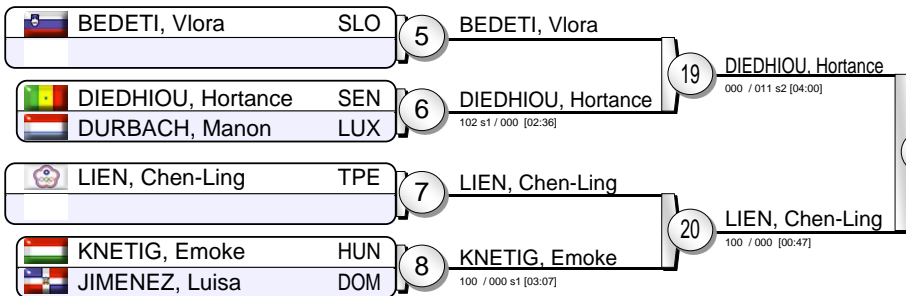 BEDETI, Vlora SLO
5
BEDETI, Vlora
19
DIEDHIOU, Hortance
000 / 011 s2 [04:00]
DIEDHIOU, Hortance SEN
DURBACH, Manon LUX
6
DIEDHIOU, Hortance
102 s1 / 000 [02:36]
LIEN, Chen-Ling TPE
7
LIEN, Chen-Ling
20
LIEN, Chen-Ling
100 / 000 [00:47]
KNETIG, Emoke HUN
JIMENEZ, Luisa DOM
8
KNETIG, Emoke
100 / 000 s1 [03:07]